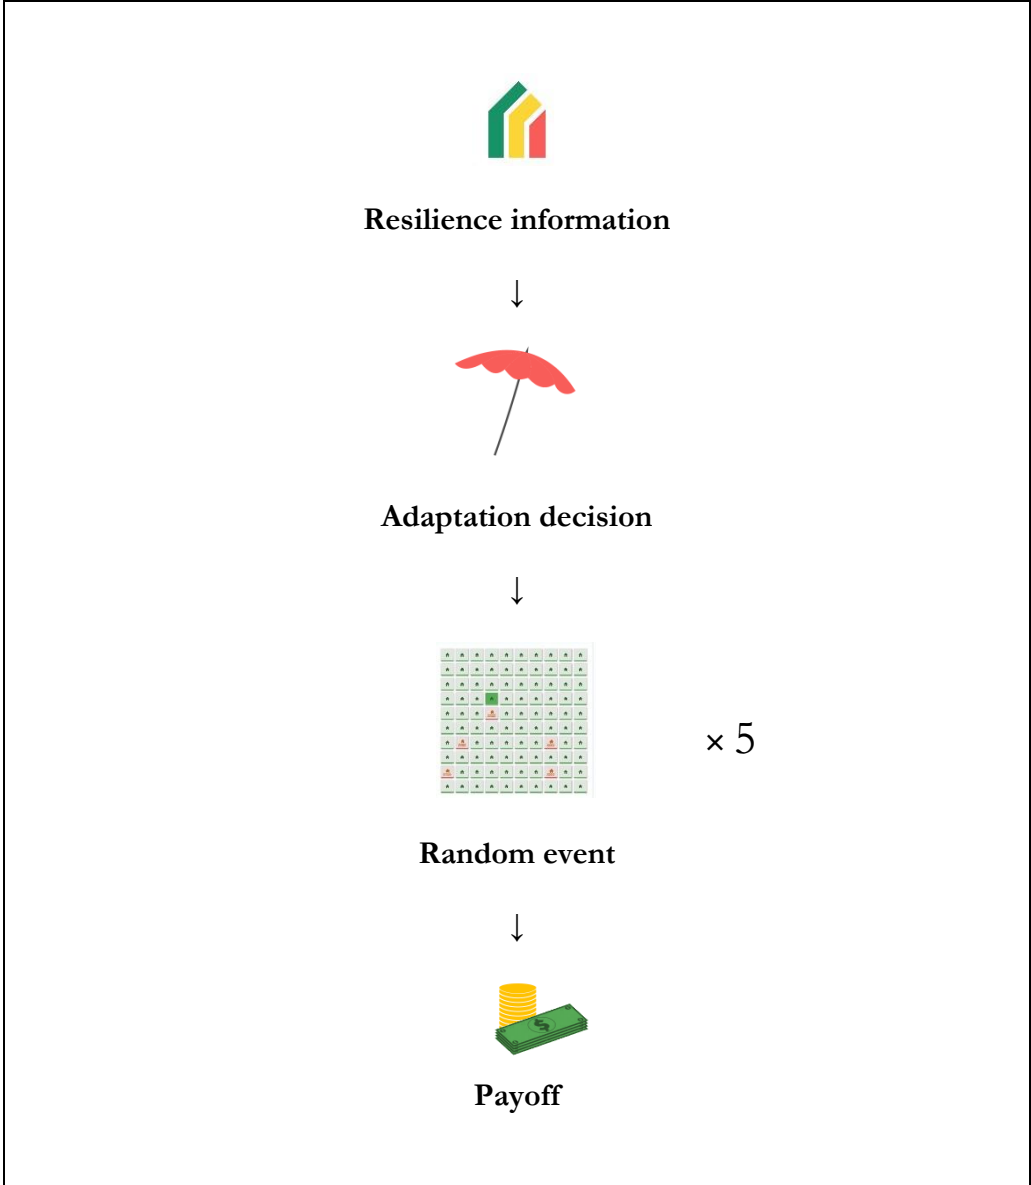 Resilience information
↓
Adaptation decision
↓
× 5
Random event
↓
$
Payoff